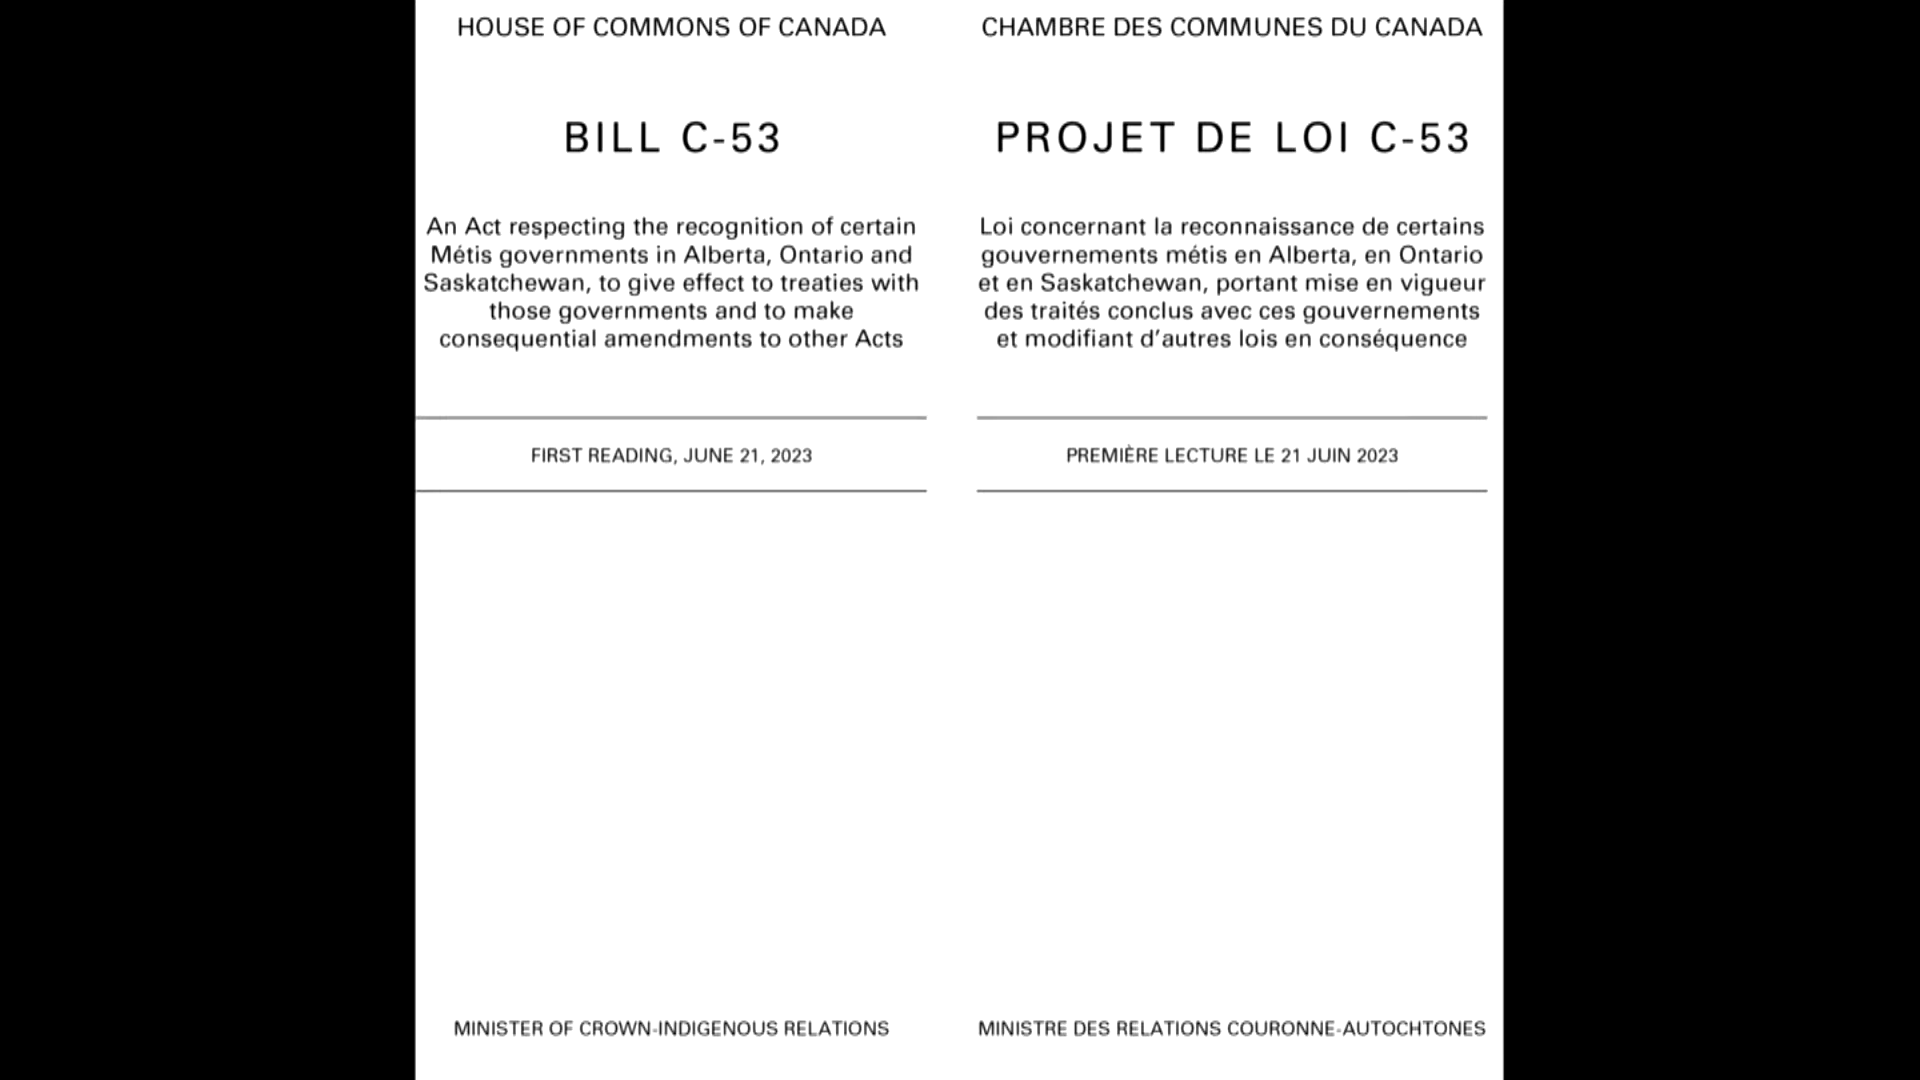 HOUSE OF COMMONS OF CANADA
BILL C-53
An Act respecting the recognition of certain
Métis governments in Alberta, Ontario and
Saskatchewan, to give effect to treaties with
those governments and to make
consequential amendments to other Acts
FIRST READING, JUNE 21, 2023
MINISTER OF CROWN-INDIGENOUS RELATIONS
CHAMBRE DES COMMUNES DU CANADA
PROJET DE LOI C-53
Loi concernant la reconnaissance de certains
gouvernements métis en Alberta, en Ontario
et en Saskatchewan, portant mise en vigueur
des traités conclus avec ces gouvernements
et modifiant d’autres lois en conséquence
PREMIÈRE LECTURE LE 21 JUIN 2023
MINISTRE DES RELATIONS COURONNE-AUTOCHTONES